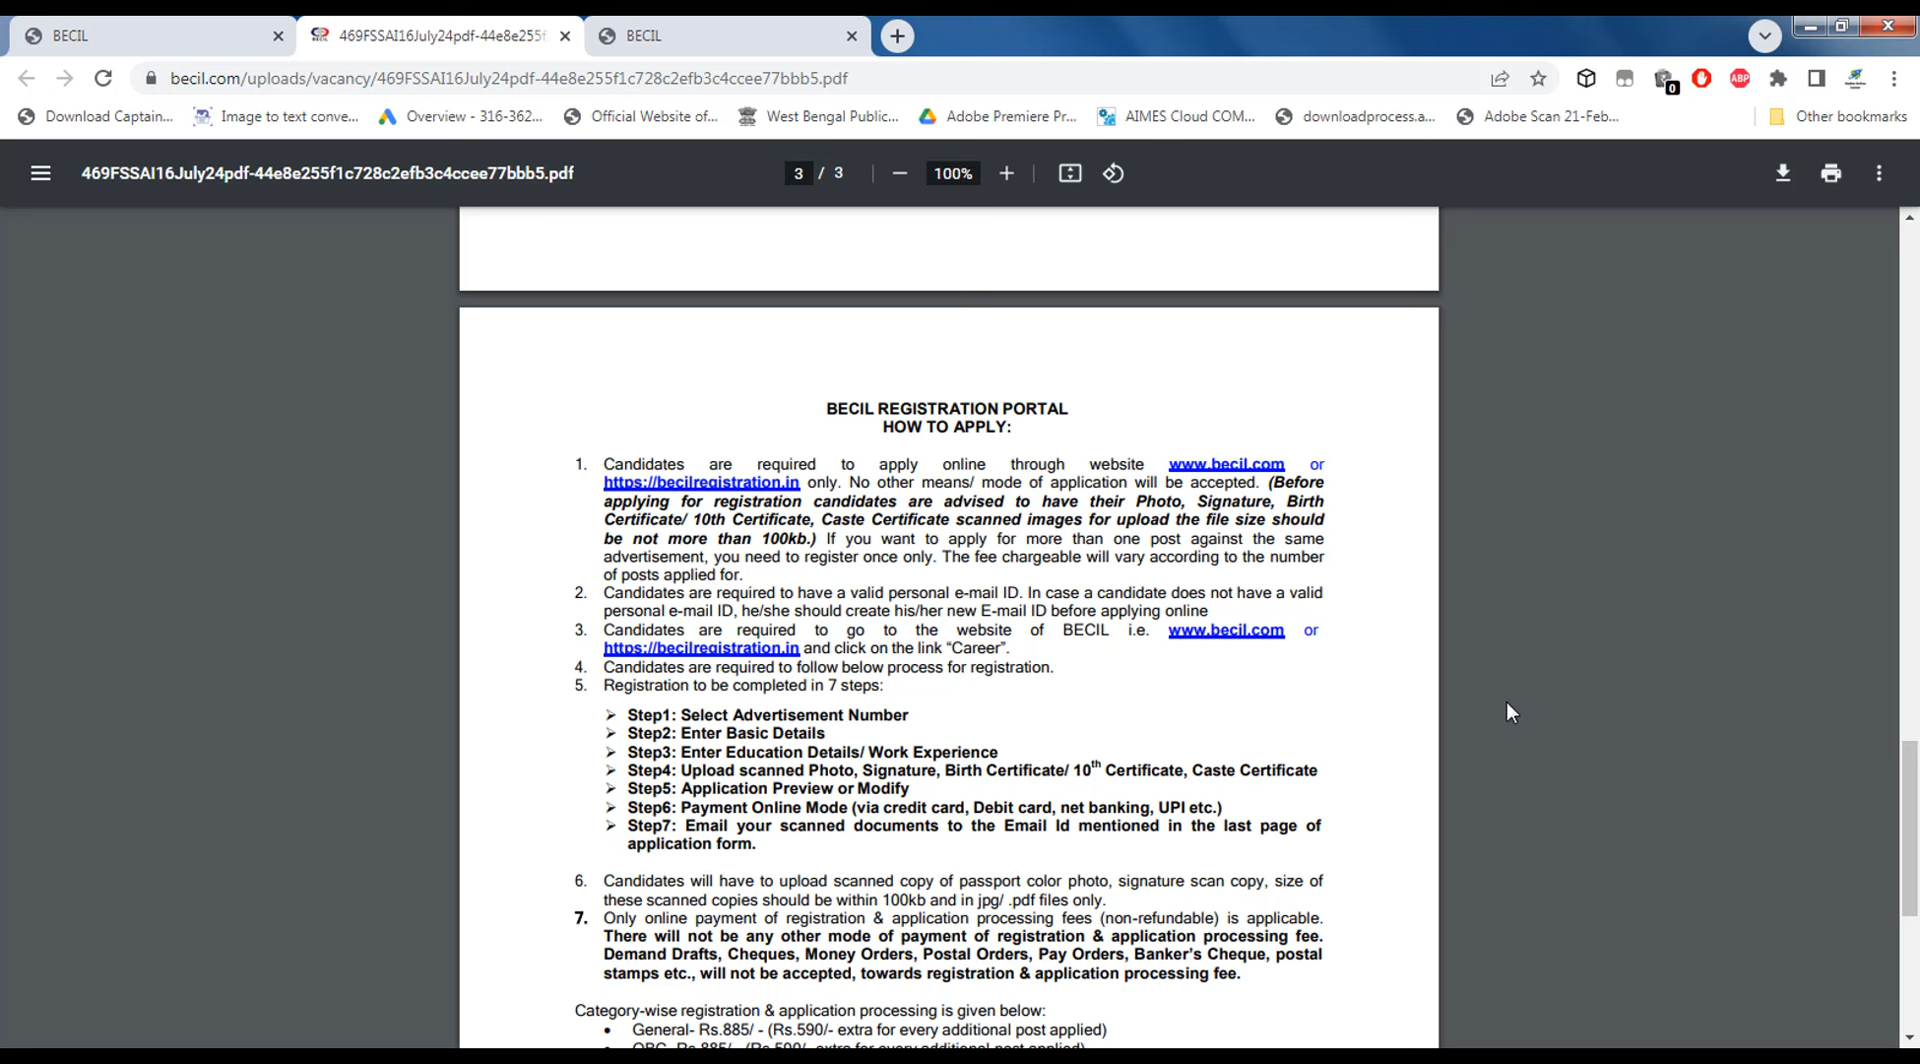 BECIL
469FSSAI16July24pdf-44e8e255f
BECIL
becil.com/uploads/vacancy/469FSSAI16July24pdf-44e8e255f1c728c2efb3c4ccee77bbb5.pdf
0
ABP
Download Captain...
Image to text conve...
Overview - 316-362...
Official Website of...
West Bengal Public...
Adobe Premiere Pr...
AIMES Cloud COM...
downloadprocess.a...
Adobe Scan 21-Feb...
Other bookmarks
469FSSAI16July24pdf-44e8e255f1c728c2efb3c4ccee77bbb5.pdf
3 / 3
100%
BECIL REGISTRATION PORTAL
HOW TO APPLY:
1. Candidates are required to apply online through website www.becil.com or
https://becilregistration.in only. No other means/ mode of application will be accepted. (Before
applying for registration candidates are advised to have their Photo, Signature, Birth
Certificate/ 10th Certificate, Caste Certificate scanned images for upload the file size should
be not more than 100kb.) If you want to apply for more than one post against the same
advertisement, you need to register once only. The fee chargeable will vary according to the number
of posts applied for.
2. Candidates are required to have a valid personal e-mail ID. In case a candidate does not have a valid
personal e-mail ID, he/she should create his/her new E-mail ID before applying online
3. Candidates are required to go to the website of BECIL i.e. www.becil.com or
https://becilregistration.in and click on the link “Career”.
4. Candidates are required to follow below process for registration.
5. Registration to be completed in 7 steps:
➢ Step1: Select Advertisement Number
➢ Step2: Enter Basic Details
➢ Step3: Enter Education Details/ Work Experience
➢ Step4: Upload scanned Photo, Signature, Birth Certificate/ 10th Certificate, Caste Certificate
➢ Step5: Application Preview or Modify
➢ Step6: Payment Online Mode (via credit card, Debit card, net banking, UPI etc.)
➢ Step7: Email your scanned documents to the Email Id mentioned in the last page of
application form.
6. Candidates will have to upload scanned copy of passport color photo, signature scan copy, size of
these scanned copies should be within 100kb and in jpg/ .pdf files only.
7. Only online payment of registration & application processing fees (non-refundable) is applicable.
There will not be any other mode of payment of registration & application processing fee.
Demand Drafts, Cheques, Money Orders, Postal Orders, Pay Orders, Banker’s Cheque, postal
stamps etc., will not be accepted, towards registration & application processing fee.
Category-wise registration & application processing is given below:
• General- Rs.885/ - (Rs.590/- extra for every additional post applied)
• OBC- Rs.885/- (Rs.590/- extra for every additional post applied)